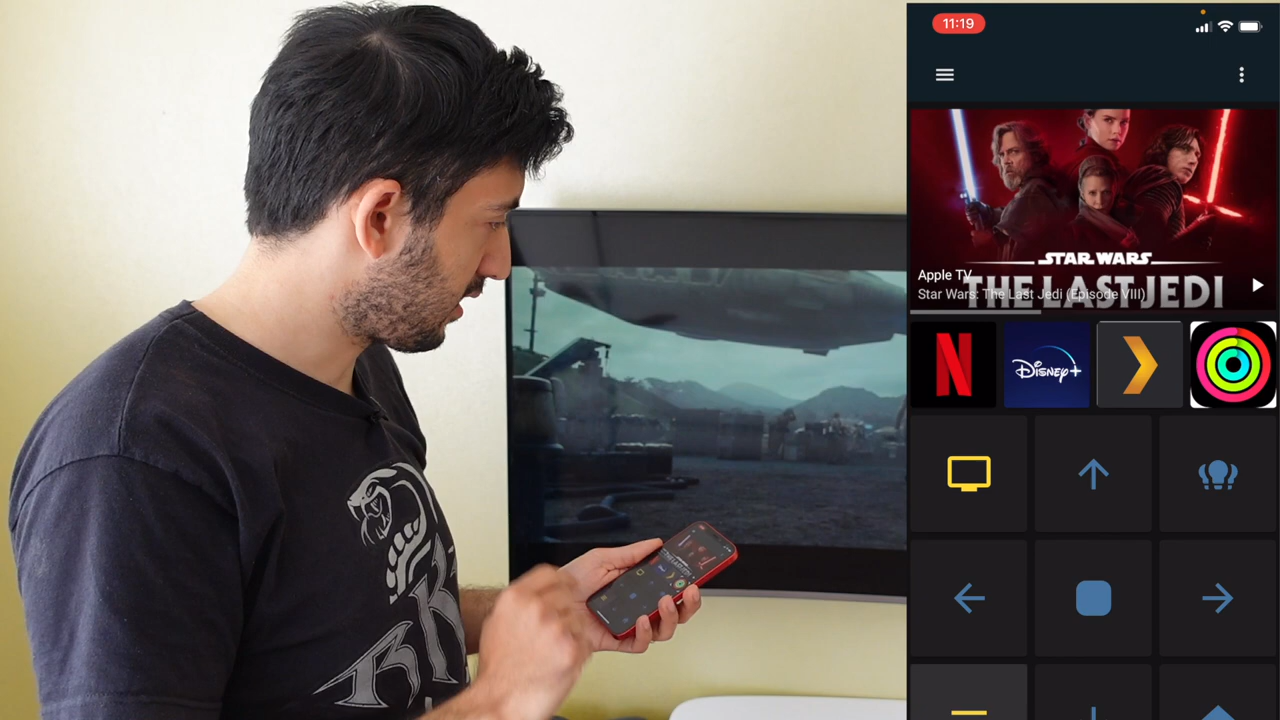 11:19
STAR WARS
THE LAST JEDI
Apple TV
Star Wars: The Last Jedi (Episode VIII)
N
Disney+